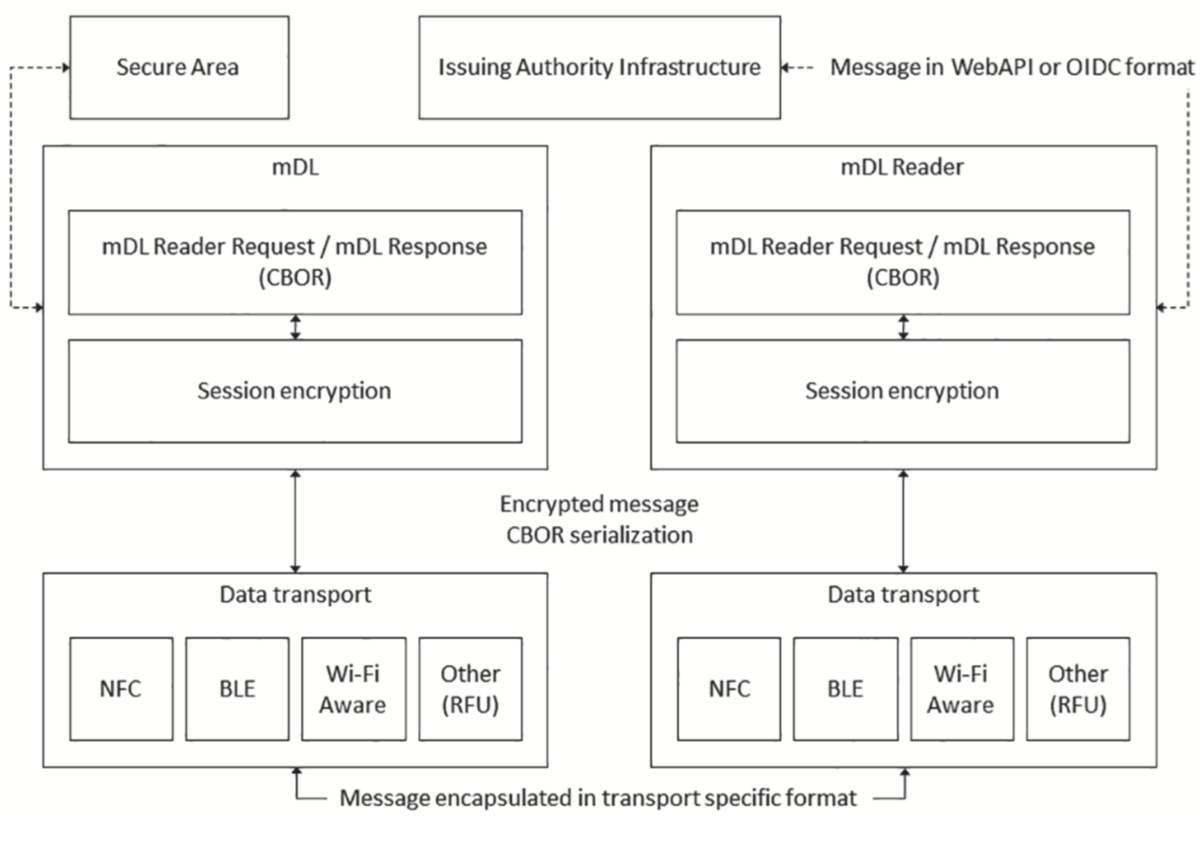 Secure Area
Issuing Authority Infrastructure
Message in WebAPI or OIDC format
mDL
mDL Reader Request / mDL Response
(CBOR)
Session encryption
mDL Reader
mDL Reader Request / mDL Response
(CBOR)
Session encryption
Encrypted message
CBOR serialization
Data transport
NFC
BLE
Wi-Fi
Aware
Other
(RFU)
Data transport
NFC
BLE
Wi-Fi
Aware
Other
(RFU)
Message encapsulated in transport specific format